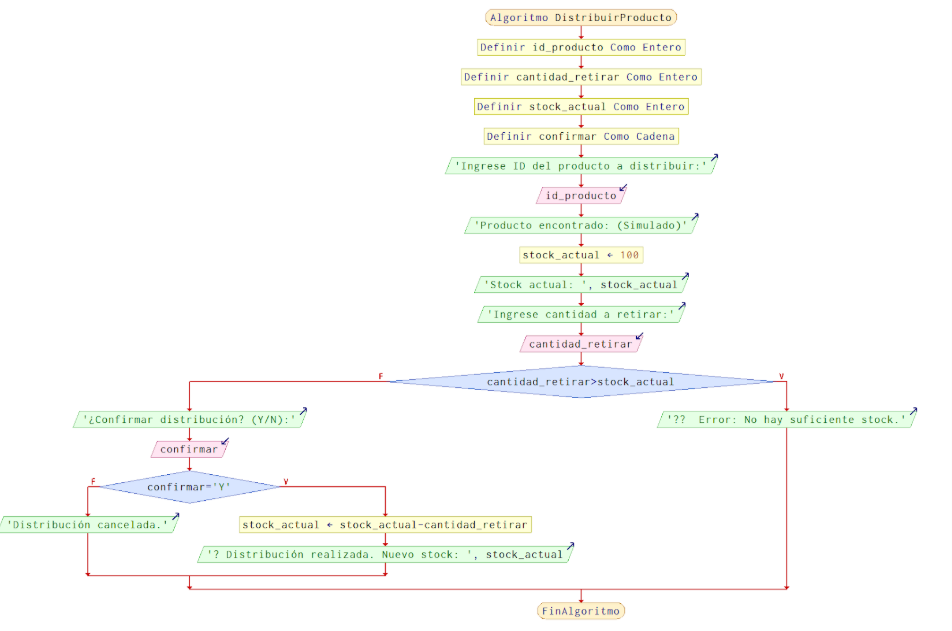 Algoritmo DistribuirProducto
Definir id_producto Como Entero
Definir cantidad_retirar Como Entero
Definir stock_actual Como Entero
Definir confirmar Como Cadena
'Ingrese ID del producto a distribuir:'
id_producto
'Producto encontrado: (Simulado)'
stock_actual ← 100
'Stock actual: ', stock_actual
'Ingrese cantidad a retirar:'
cantidad_retirar
F
cantidad_retirar>stock_actual
V
'¿Confirmar distribución? (Y/N):'
'??  Error: No hay suficiente stock.'
confirmar
F
confirmar='Y'
V
'Distribución cancelada.'
stock_actual ← stock_actual-cantidad_retirar
'? Distribución realizada. Nuevo stock: ', stock_actual
FinAlgoritmo